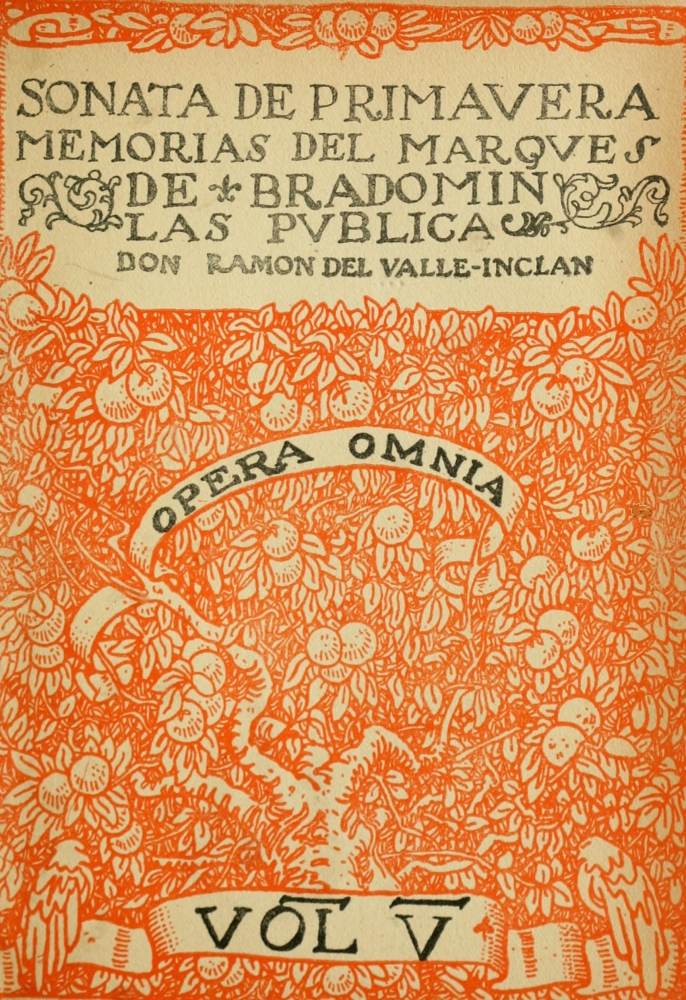 SONATA DE PRIMAVERA
MEMORIAS DEL MARQVES
DE BRADOMIN
LAS PVBLICA
DON RAMON DEL VALLE-INCLAN
OPERA OMNIA
VOL V